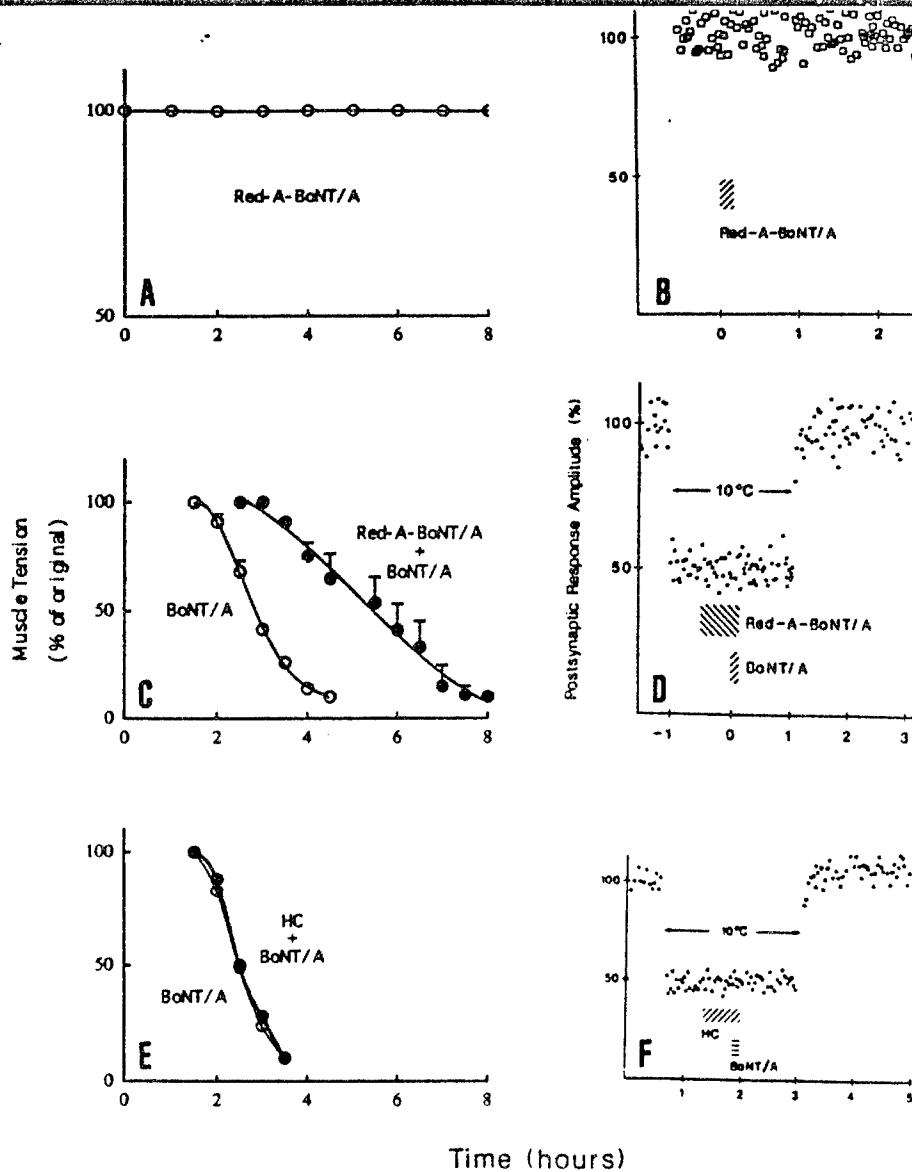 100
50
0
2
4
6
8
Red-A-BoNT/A
A
100
50
0
1
2
Red-A-BoNT/A
B
Muscle Tension
(% of original)
100
50
0
0
2
4
6
8
BoNT/A
Red-A-BoNT/A
+
BoNT/A
C
Postsynaptic Response Amplitude (%)
100
50
-1
0
1
2
3
10°C
Red-A-BoNT/A
BoNT/A
D
100
50
0
0
2
4
6
8
BoNT/A
HC
+
BoNT/A
E
100
50
1
2
3
4
5
10°C
HC
BoNT/A
F
Time (hours)